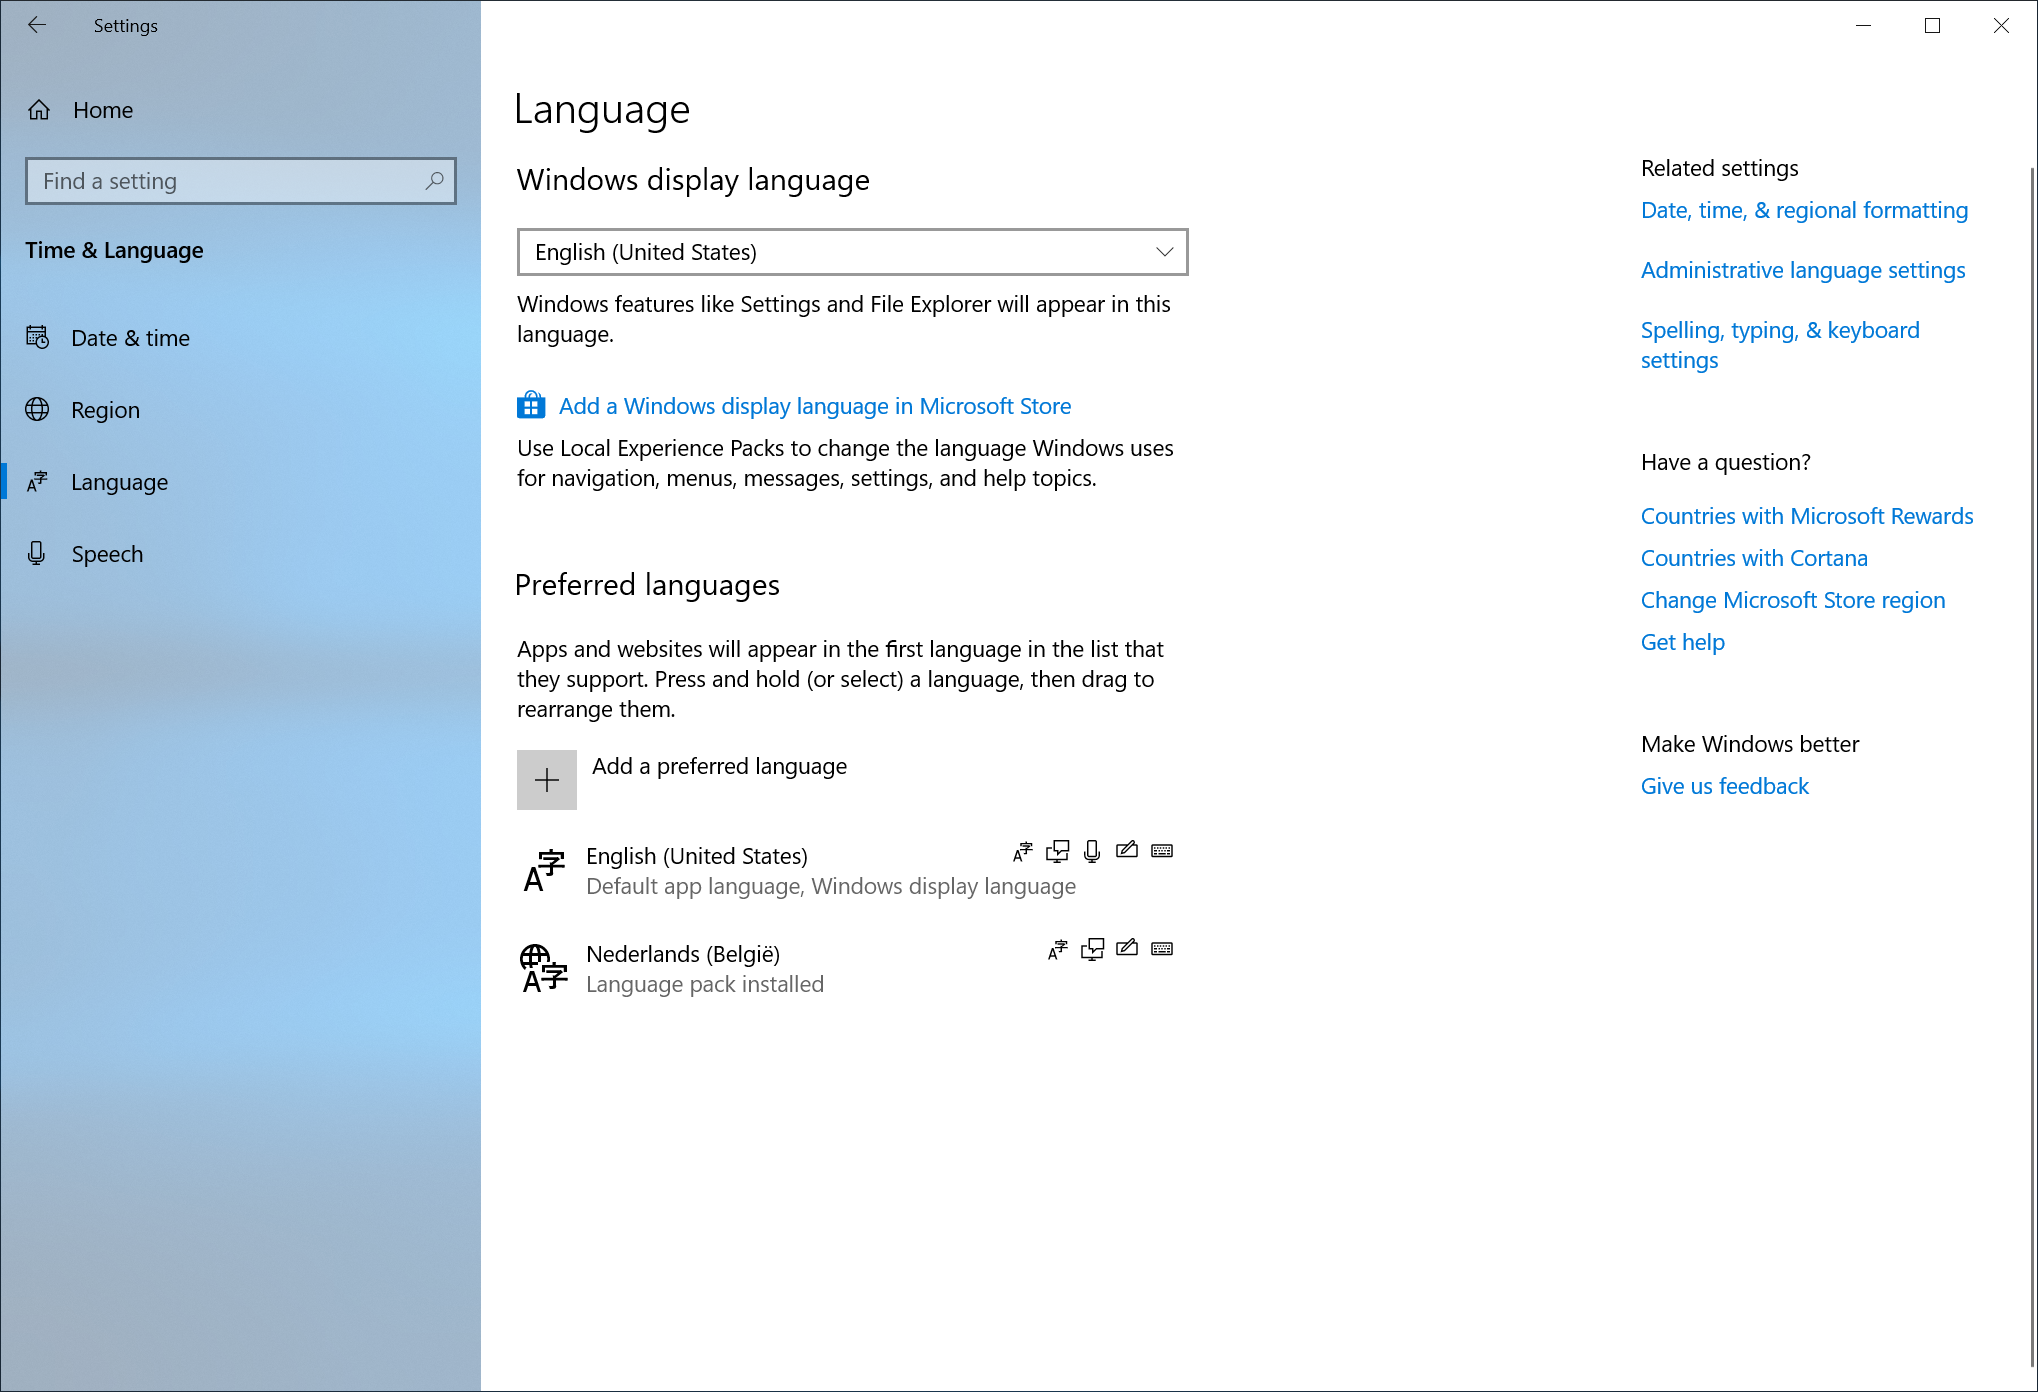 Settings
Home
Find a setting
Time & Language
Date & time
Region
Language
Speech
Language
Windows display language
English (United States)
Windows features like Settings and File Explorer will appear in this
language.
Add a Windows display language in Microsoft Store
Use Local Experience Packs to change the language Windows uses
for navigation, menus, messages, settings, and help topics.
Preferred languages
Apps and websites will appear in the first language in the list that
they support. Press and hold (or select) a language, then drag to
rearrange them.
Add a preferred language
English (United States)
Default app language, Windows display language
Nederlands (België)
Language pack installed
Related settings
Date, time, & regional formatting
Administrative language settings
Spelling, typing, & keyboard
settings
Have a question?
Countries with Microsoft Rewards
Countries with Cortana
Change Microsoft Store region
Get help
Make Windows better
Give us feedback